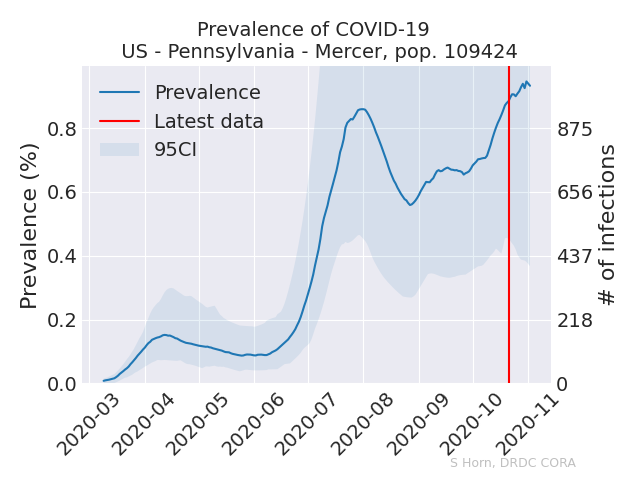 Prevalence of COVID-19
US - Pennsylvania - Mercer, pop. 109424
Prevalence
Latest data
95CI
Prevalence (%)
0.8
0.6
0.4
0.2
0.0
875
656
437
218
0
# of infections
2020-03
2020-04
2020-05
2020-06
2020-07
2020-08
2020-09
2020-10
2020-11
S Horn, DRDC CORA